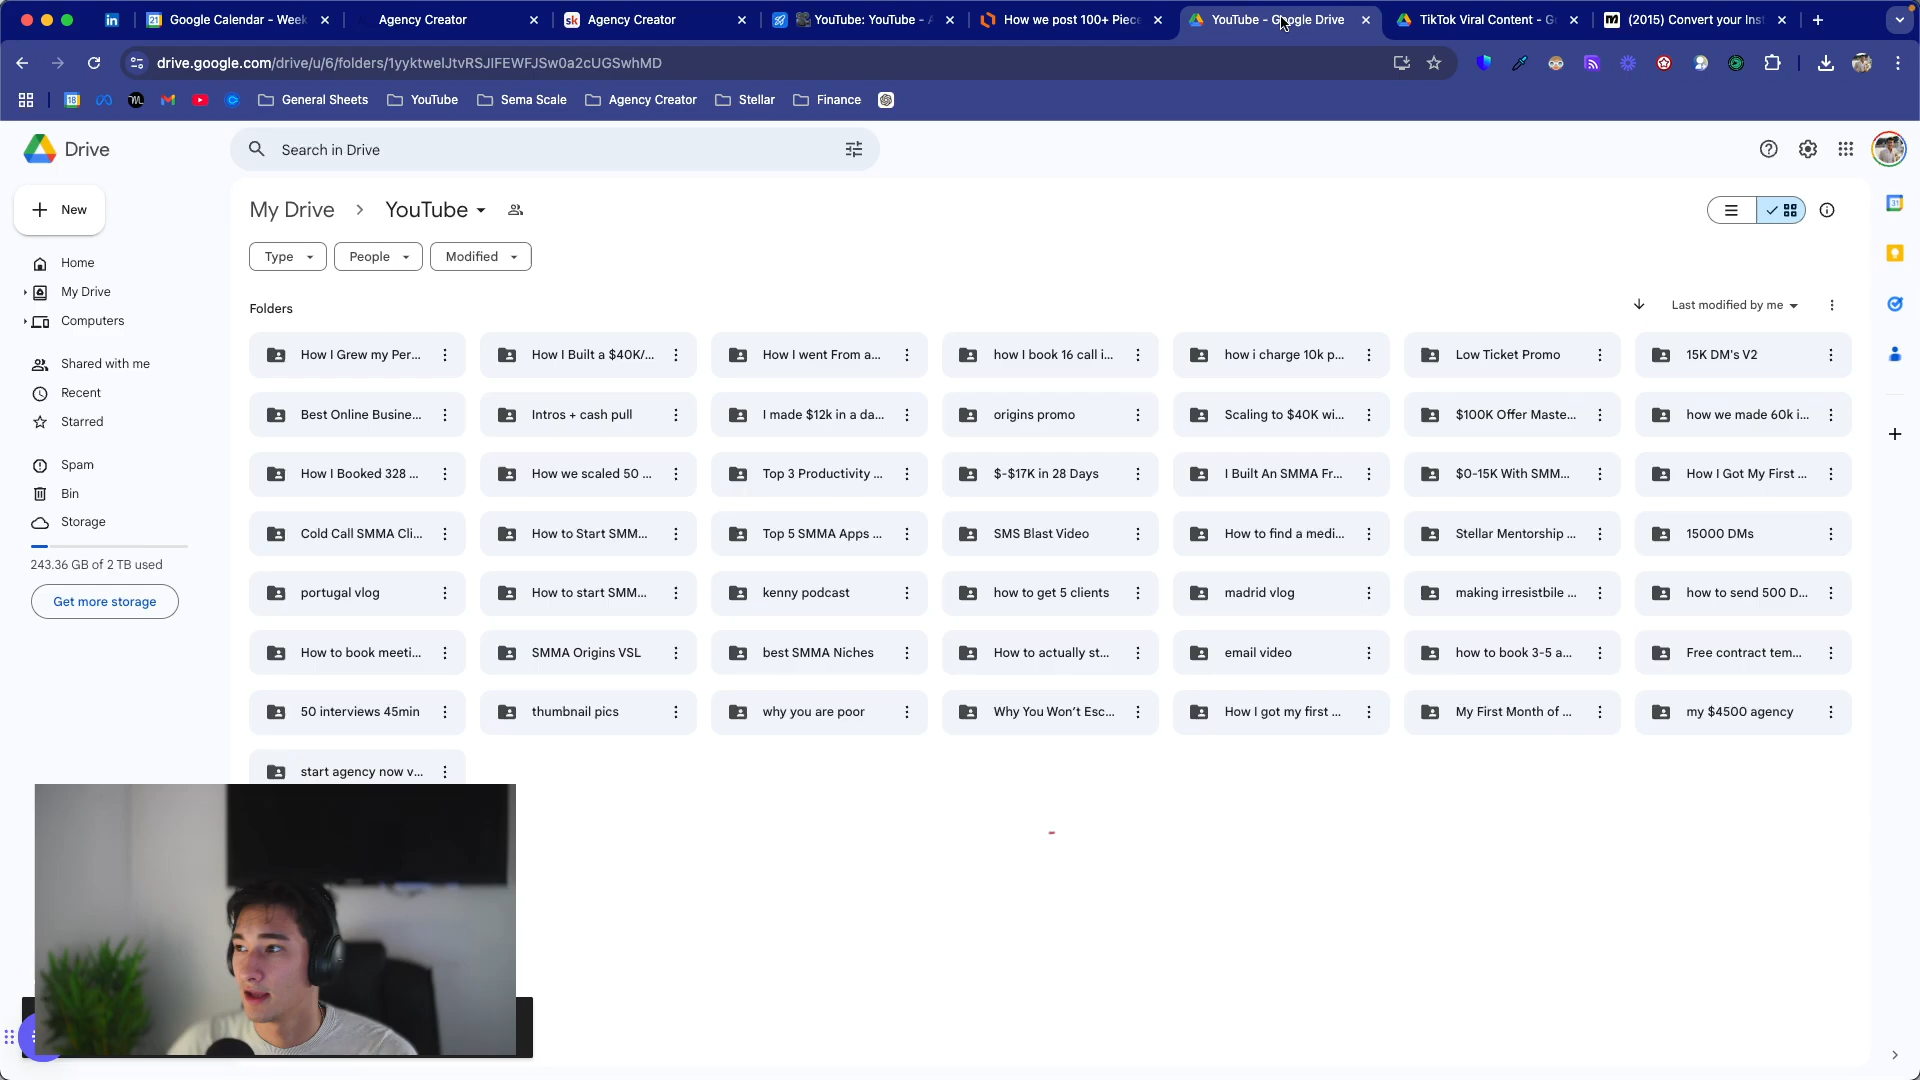 Google Calendar - Week
Agency Creator
sk Agency Creator
YouTube: YouTube - A
How we post 100+ Piece
YouTube - Google Drive
TikTok Viral Content - Go
(2015) Convert your Inst
drive.google.com/drive/u/6/folders/1yyktwelJtvRSJIFEWFJSw0a2cUGSwhMD
General Sheets
YouTube
Sema Scale
Agency Creator
Stellar
Finance
Drive
Search in Drive
New
My Drive
YouTube
Type
People
Modified
Home
My Drive
Computers
Shared with me
Recent
Starred
Spam
Bin
Storage
243.36 GB of 2 TB used
Get more storage
Folders
Last modified by me
How I Grew my Per...
How I Built a $40K/...
How I went From a...
how I book 16 call i...
how i charge 10k p...
Low Ticket Promo
15K DM's V2
Best Online Busine...
Intros + cash pull
I made $12k in a da...
origins promo
Scaling to $40K wi...
$100K Offer Maste...
how we made 60k i...
How I Booked 328 ...
How we scaled 50 ...
Top 3 Productivity ...
$-$17K in 28 Days
I Built An SMMA Fr...
$0-15K With SMM...
How I Got My First ...
Cold Call SMMA Cli...
How to Start SMM...
Top 5 SMMA Apps ...
SMS Blast Video
How to find a medi...
Stellar Mentorship ...
15000 DMs
portugal vlog
How to start SMM...
kenny podcast
how to get 5 clients
madrid vlog
making irresistbile ...
how to send 500 D...
How to book meeti...
SMMA Origins VSL
best SMMA Niches
How to actually st...
email video
how to book 3-5 a...
Free contract tem...
50 interviews 45min
thumbnail pics
why you are poor
Why You Won't Esc...
How I got my first ...
My First Month of ...
my $4500 agency
start agency now v...